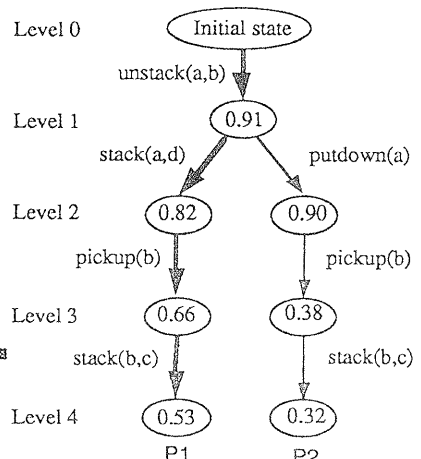 Level 0 Initial state
unstack(a,b)
Level 1 0.91
stack(a,d) putdown(a)
Level 2 0.82 0.90
pickup(b) pickup(b)
Level 3 0.66 0.38
stack(b,c) stack(b,c)
Level 4 0.53 0.32
P1 P2